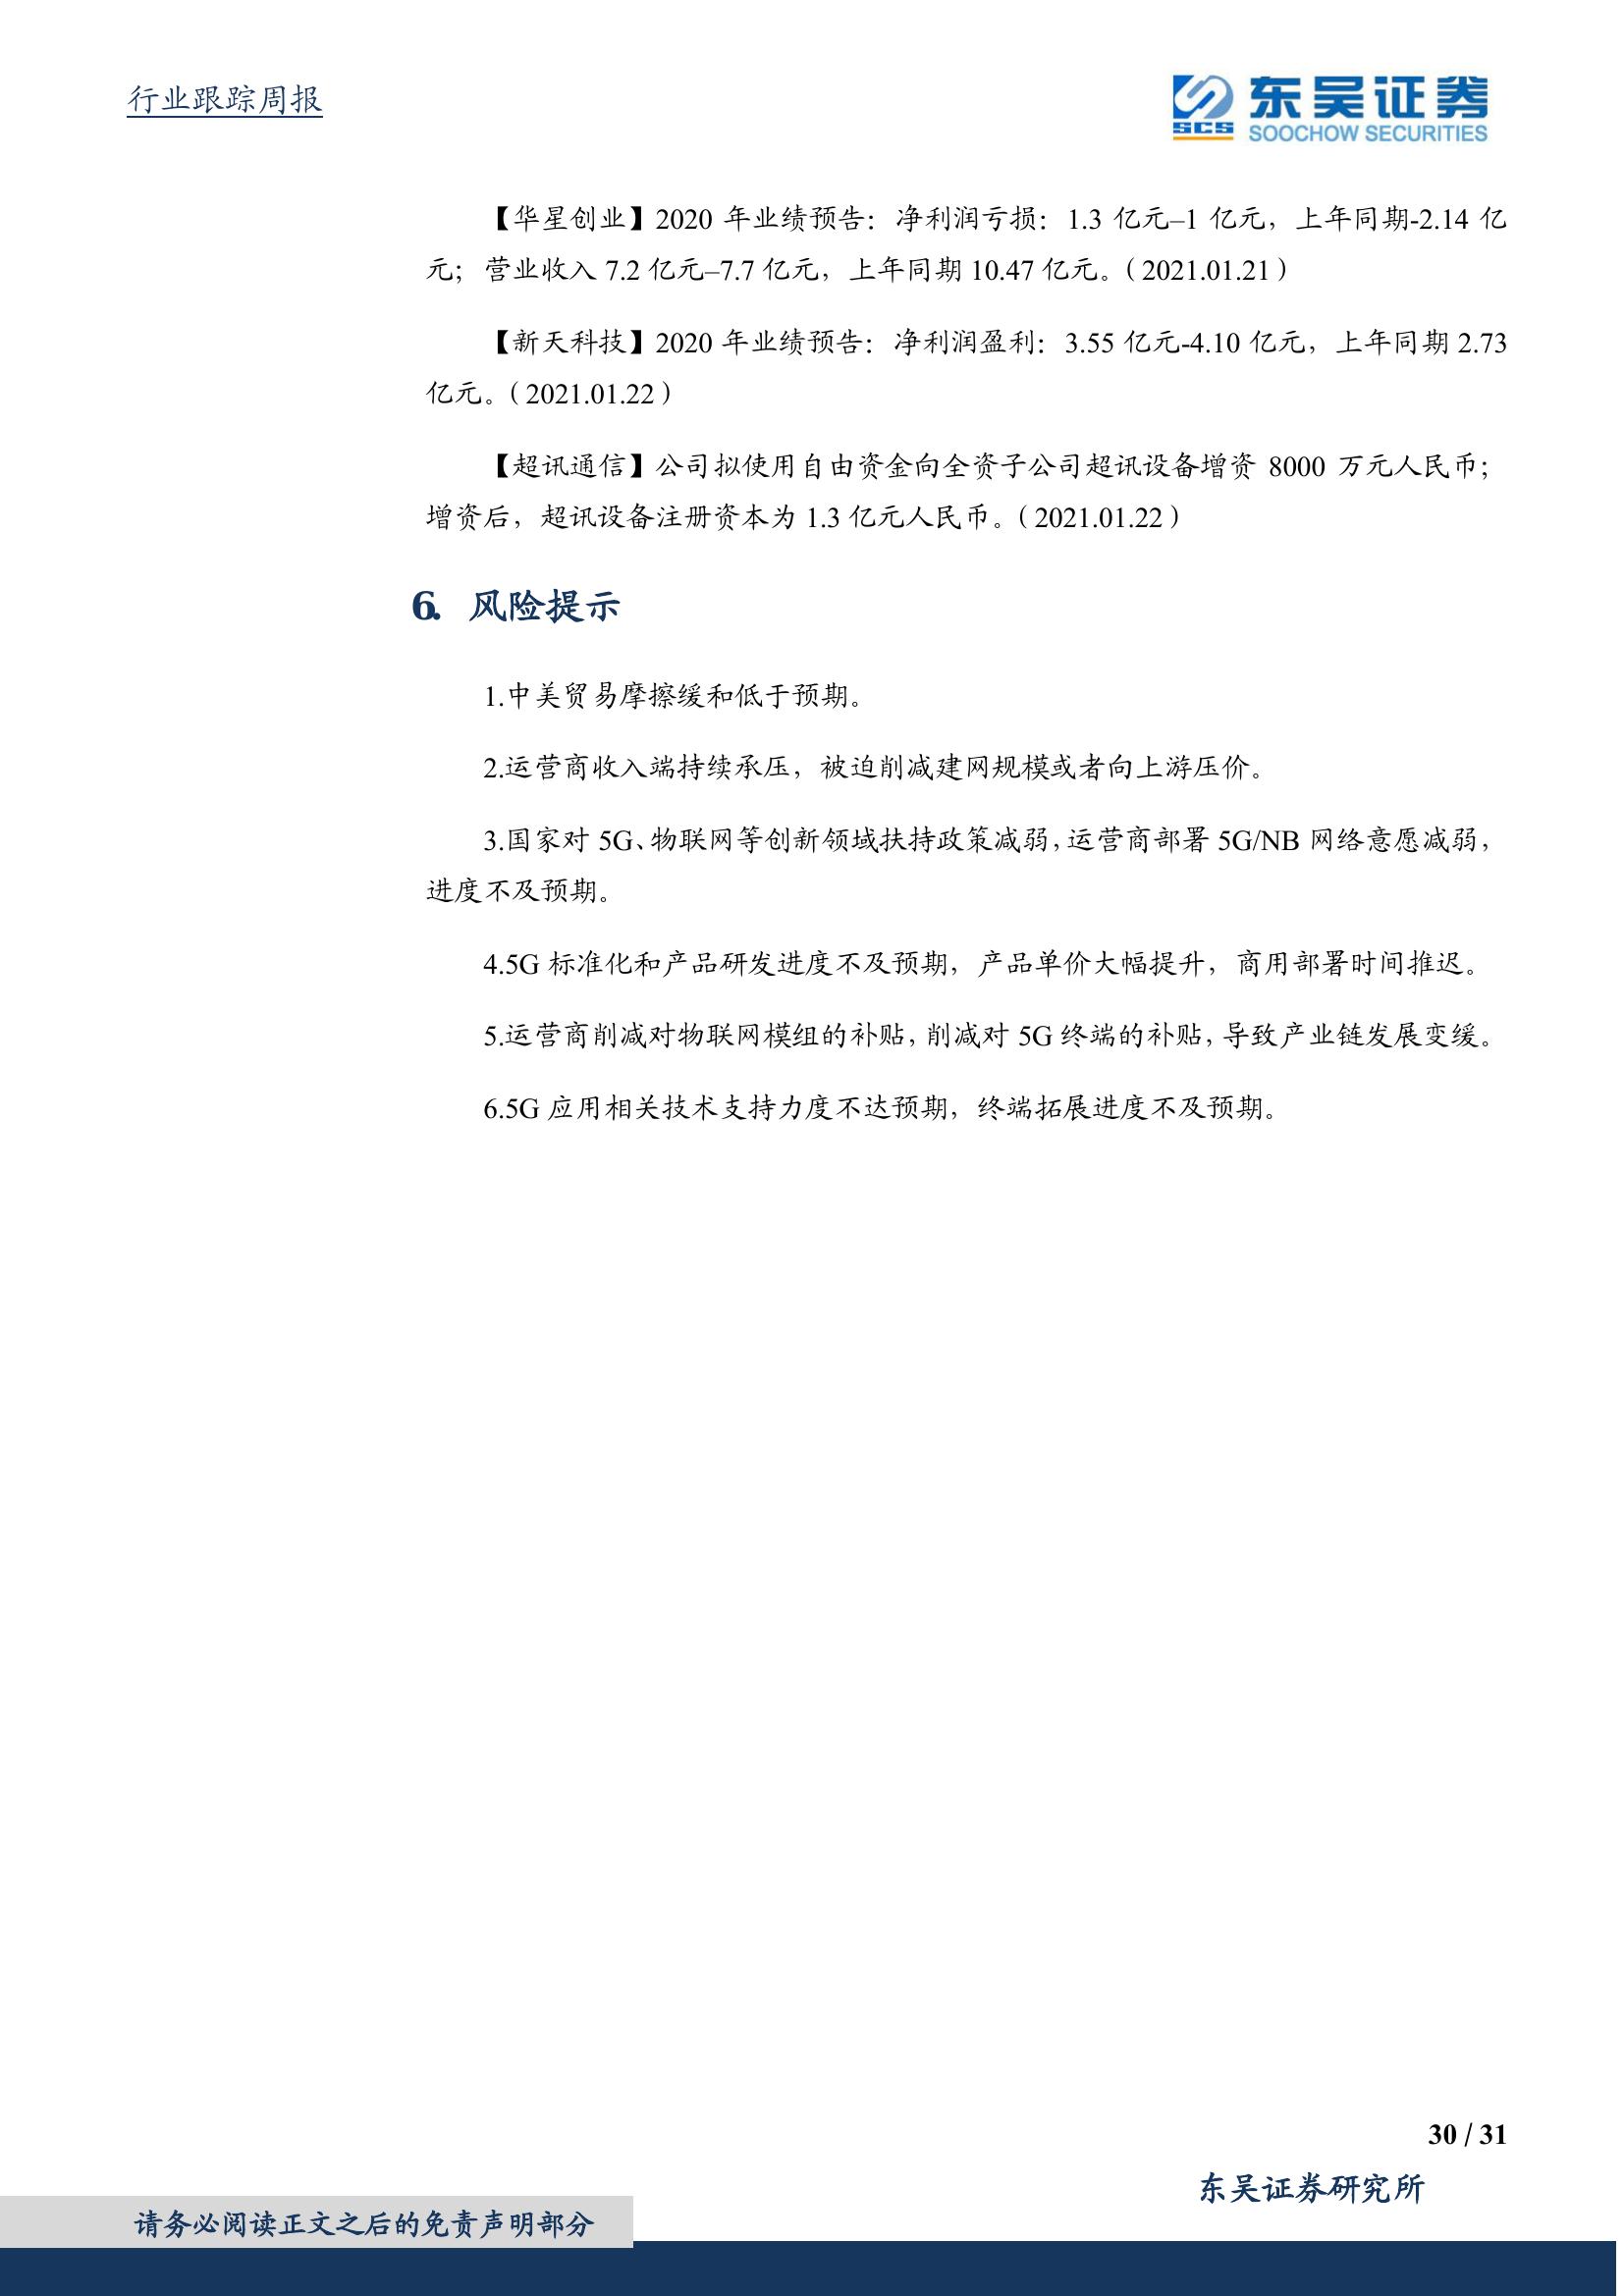 行业跟踪周报
东吴证券
SCS
SOOCHOW SECURITIES
【华星创业】2020 年业绩预告：净利润亏损：1.3 亿元–1 亿元，上年同期-2.14 亿
元；营业收入 7.2 亿元–7.7 亿元，上年同期 10.47 亿元。（2021.01.21）
【新天科技】2020 年业绩预告：净利润盈利：3.55 亿元-4.10 亿元，上年同期 2.73
亿元。（2021.01.22）
【超讯通信】公司拟使用自由资金向全资子公司超讯设备增资 8000 万元人民币；
增资后，超讯设备注册资本为 1.3 亿元人民币。（2021.01.22）
6. 风险提示
1.中美贸易摩擦缓和低于预期。
2.运营商收入端持续承压，被迫削减建网规模或者向上游压价。
3.国家对 5G、物联网等创新领域扶持政策减弱，运营商部署 5G/NB 网络意愿减弱，
进度不及预期。
4.5G 标准化和产品研发进度不及预期，产品单价大幅提升，商用部署时间推迟。
5.运营商削减对物联网模组的补贴，削减对 5G 终端的补贴，导致产业链发展变缓。
6.5G 应用相关技术支持力度不达预期，终端拓展进度不及预期。
30 / 31
东吴证券研究所
请务必阅读正文之后的免责声明部分